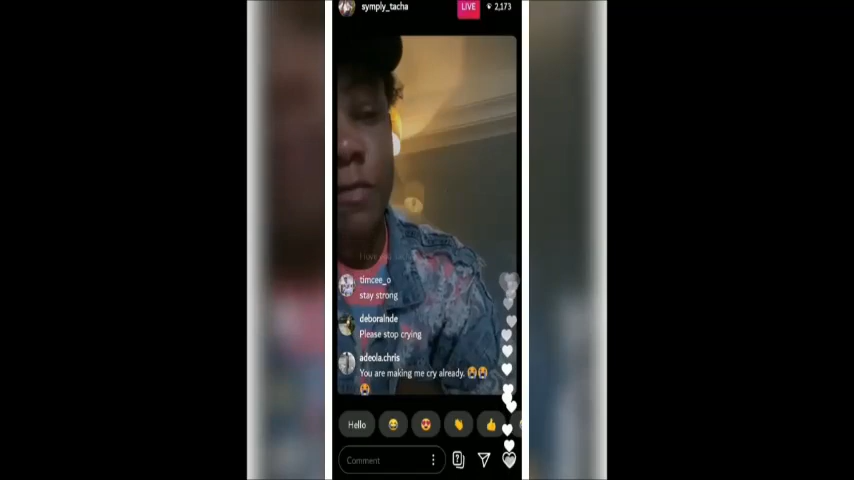 symply_tacha
LIVE
2,173
timcee_o
stay strong
deboralnde
Please stop crying
adeola.chris
You are making me cry already. 😭😭
😭
Hello
Comment